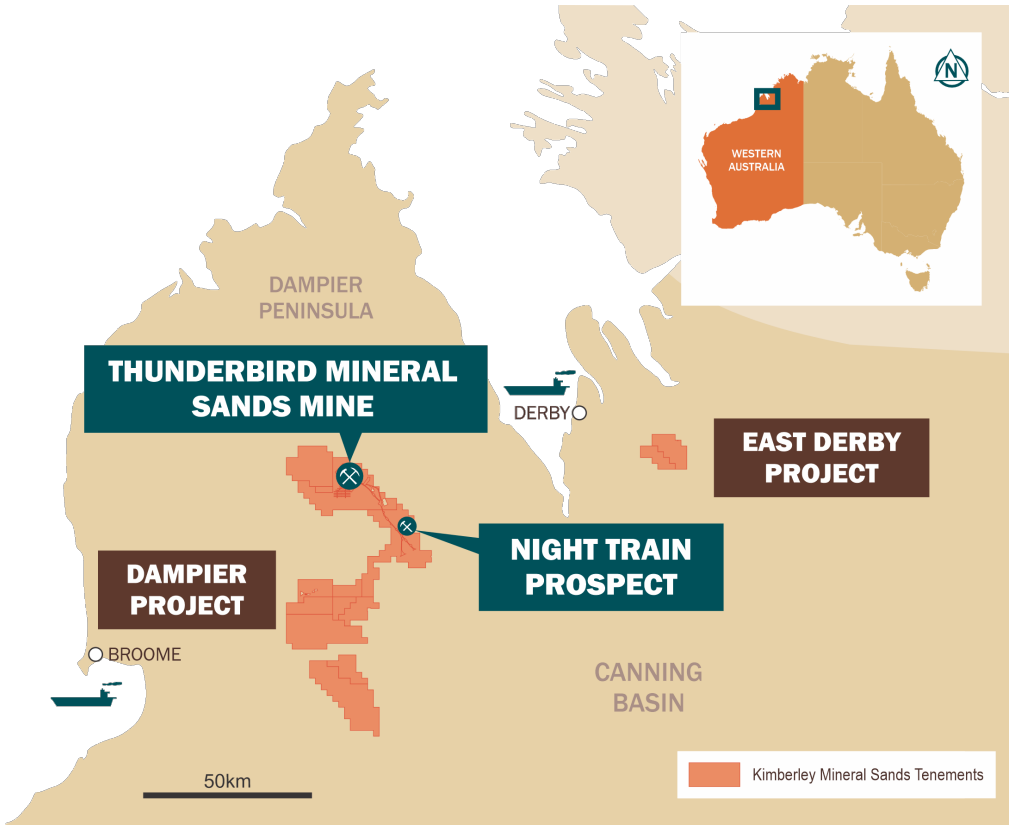 N
WESTERN
AUSTRALIA
DAMPIER
PENINSULA
THUNDERBIRD MINERAL
SANDS MINE
DERBY
EAST DERBY
PROJECT
NIGHT TRAIN
PROSPECT
DAMPIER
PROJECT
BROOME
CANNING
BASIN
50km
Kimberley Mineral Sands Tenements